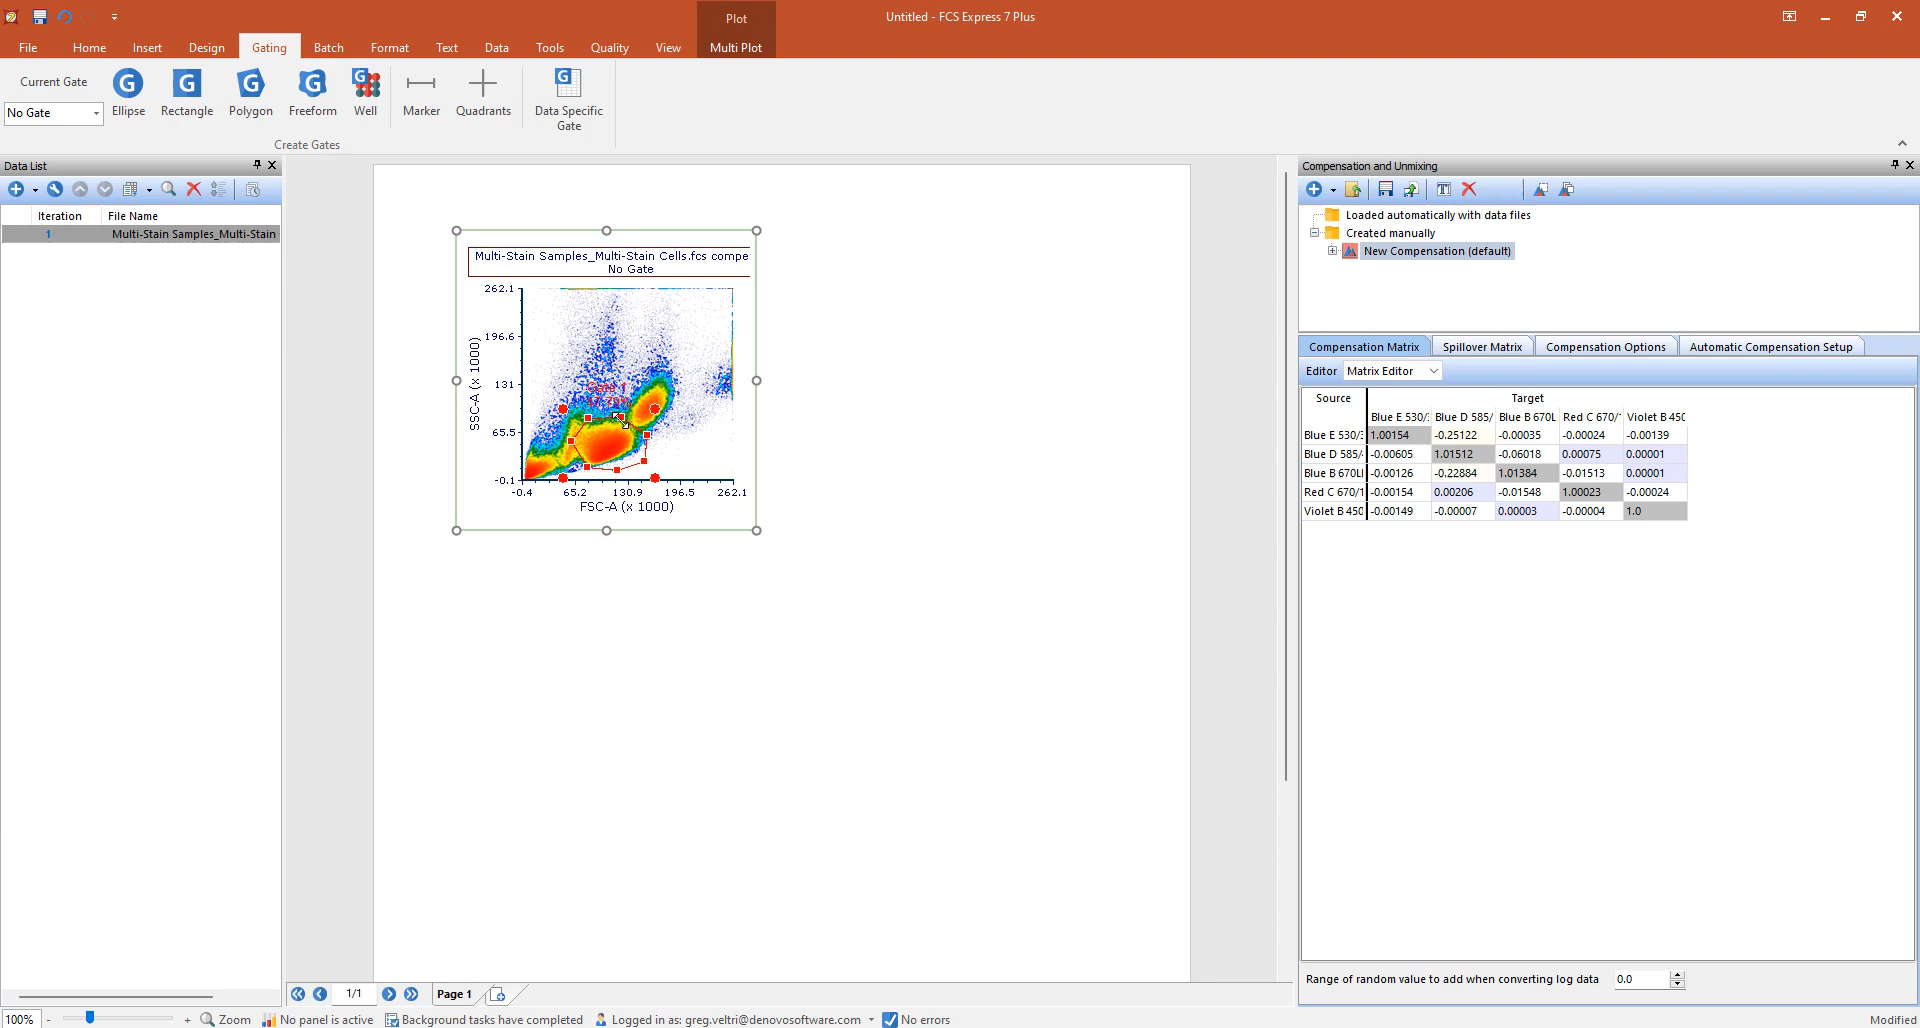 Plot
Untitled - FCS Express 7 Plus
File Home Insert Design Gating Batch Format Text Data Tools Quality View Multi Plot
Current Gate
No Gate
Ellipse Rectangle Polygon Freeform Well Marker Quadrants Data Specific Gate
Create Gates
Data List
Iteration File Name
1 Multi-Stain Samples_Multi-Stain
Multi-Stain Samples_Multi-Stain Cells.fcs compe
No Gate
262.1
196.6
131
65.5
-0.1
SSC-A (x 1000)
Gate 1
-0.4 65.2 130.9 196.5 262.1
FSC-A (x 1000)
Compensation and Unmixing
Loaded automatically with data files
Created manually
New Compensation (default)
Compensation Matrix Spillover Matrix Compensation Options Automatic Compensation Setup
Editor Matrix Editor
Source Target
Blue E 530/ Blue D 585/ Blue B 670L Red C 670/ Violet B 450
Blue E 530/ 1.00154 -0.25122 -0.00035 -0.00024 -0.00139
Blue D 585/ -0.00605 1.01512 -0.06018 0.00075 0.00001
Blue B 670L -0.00126 -0.22884 1.01384 -0.01513 0.00001
Red C 670/1 -0.00154 0.00206 -0.01548 1.00023 -0.00024
Violet B 450 -0.00149 -0.00007 0.00003 -0.00004 1.0
Range of random value to add when converting log data 0.0
1/1 Page 1
100% - + Zoom No panel is active Background tasks have completed Logged in as: greg.veltri@denovosoftware.com No errors Modified